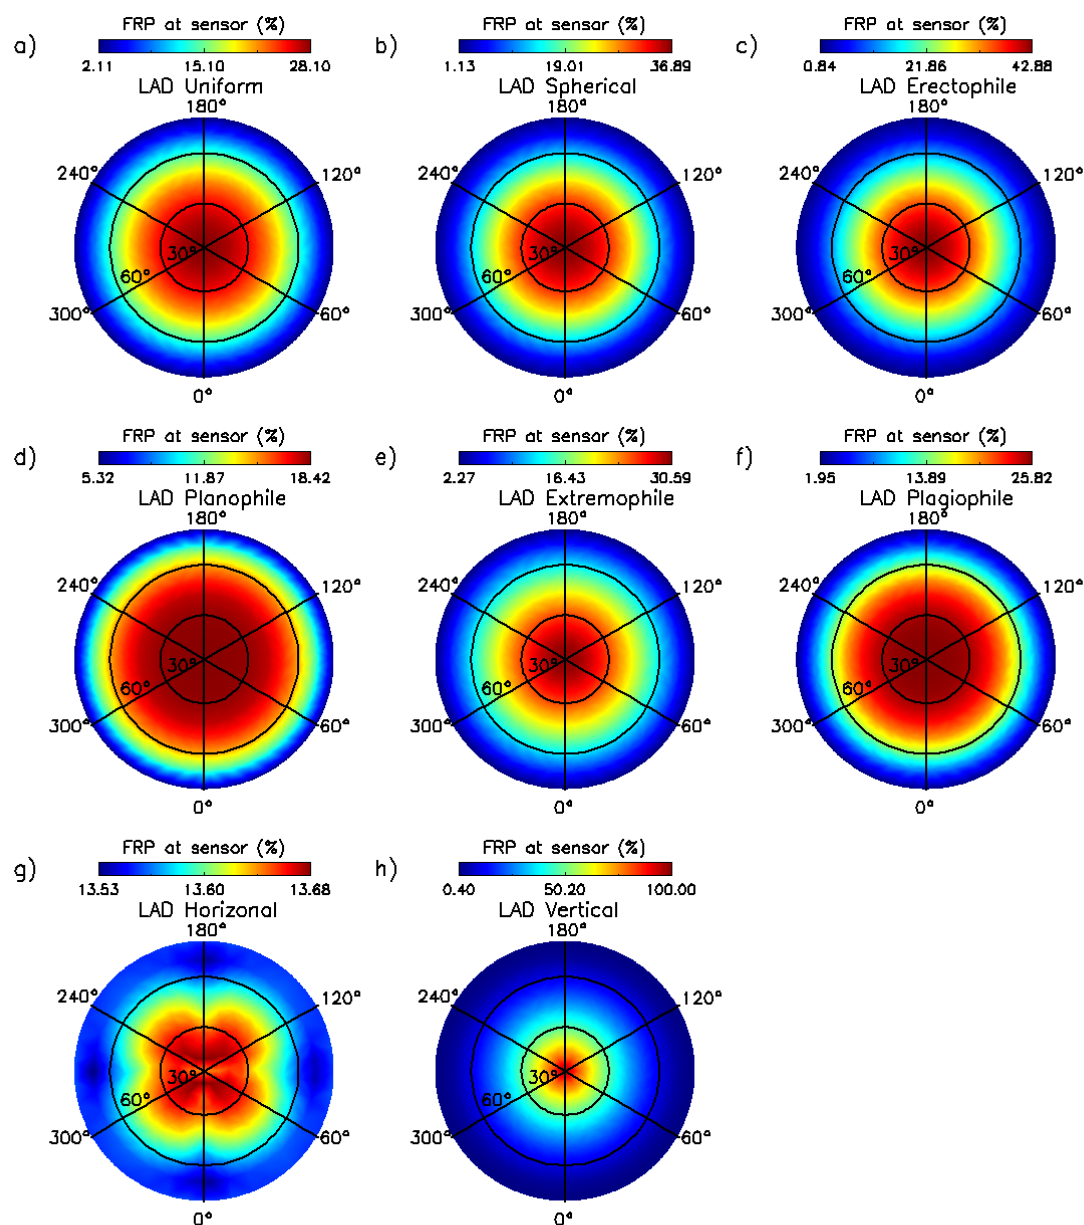 a) FRP at sensor (%)
2.11 15.10 28.10
LAD Uniform
180°
240° 120°
30°
60°
300° 60°
0°
b) FRP at sensor (%)
1.13 19.01 36.89
LAD Spherical
180°
240° 120°
30°
60°
300° 60°
0°
c) FRP at sensor (%)
0.84 21.86 42.88
LAD Erectophile
180°
240° 120°
30°
60°
300° 60°
0°
d) FRP at sensor (%)
5.32 11.87 18.42
LAD Planophile
180°
240° 120°
30°
60°
300° 60°
0°
e) FRP at sensor (%)
2.27 16.43 30.59
LAD Extremophile
180°
240° 120°
30°
60°
300° 60°
0°
f) FRP at sensor (%)
1.95 13.89 25.82
LAD Plagiophile
180°
240° 120°
30°
60°
300° 60°
0°
g) FRP at sensor (%)
13.53 13.60 13.68
LAD Horizonal
180°
240° 120°
30°
60°
300° 60°
0°
h) FRP at sensor (%)
0.40 50.20 100.00
LAD Vertical
180°
240° 120°
30°
60°
300° 60°
0°